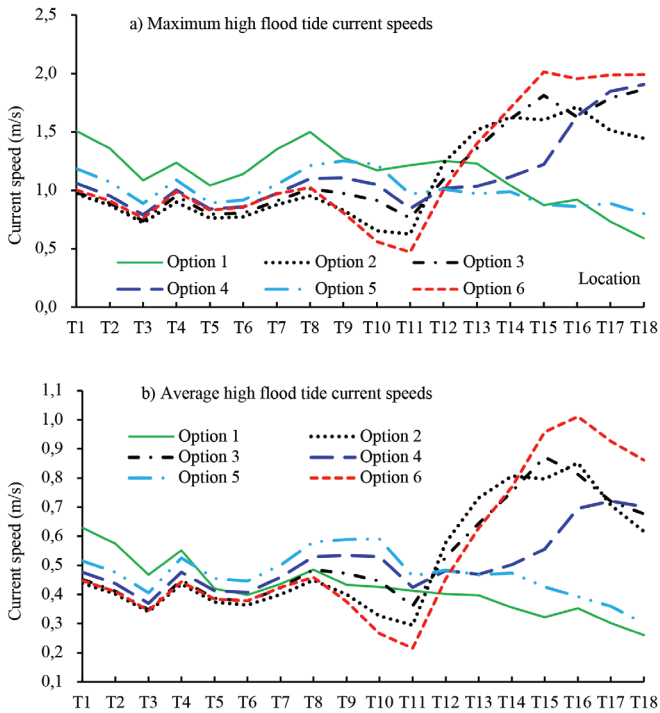 a) Maximum high flood tide current speeds
2,5
2,0
1,5
1,0
0,5
0,0
Current speed (m/s)
Option 1 Option 2 Option 3
Option 4 Option 5 Option 6
Location
T1 T2 T3 T4 T5 T6 T7 T8 T9 T10 T11 T12 T13 T14 T15 T16 T17 T18
b) Average high flood tide current speeds
1,1
1,0
0,9
0,8
0,7
0,6
0,5
0,4
0,3
0,2
0,1
Current speed (m/s)
Option 1 Option 2
Option 3 Option 4
Option 5 Option 6
T1 T2 T3 T4 T5 T6 T7 T8 T9 T10 T11 T12 T13 T14 T15 T16 T17 T18